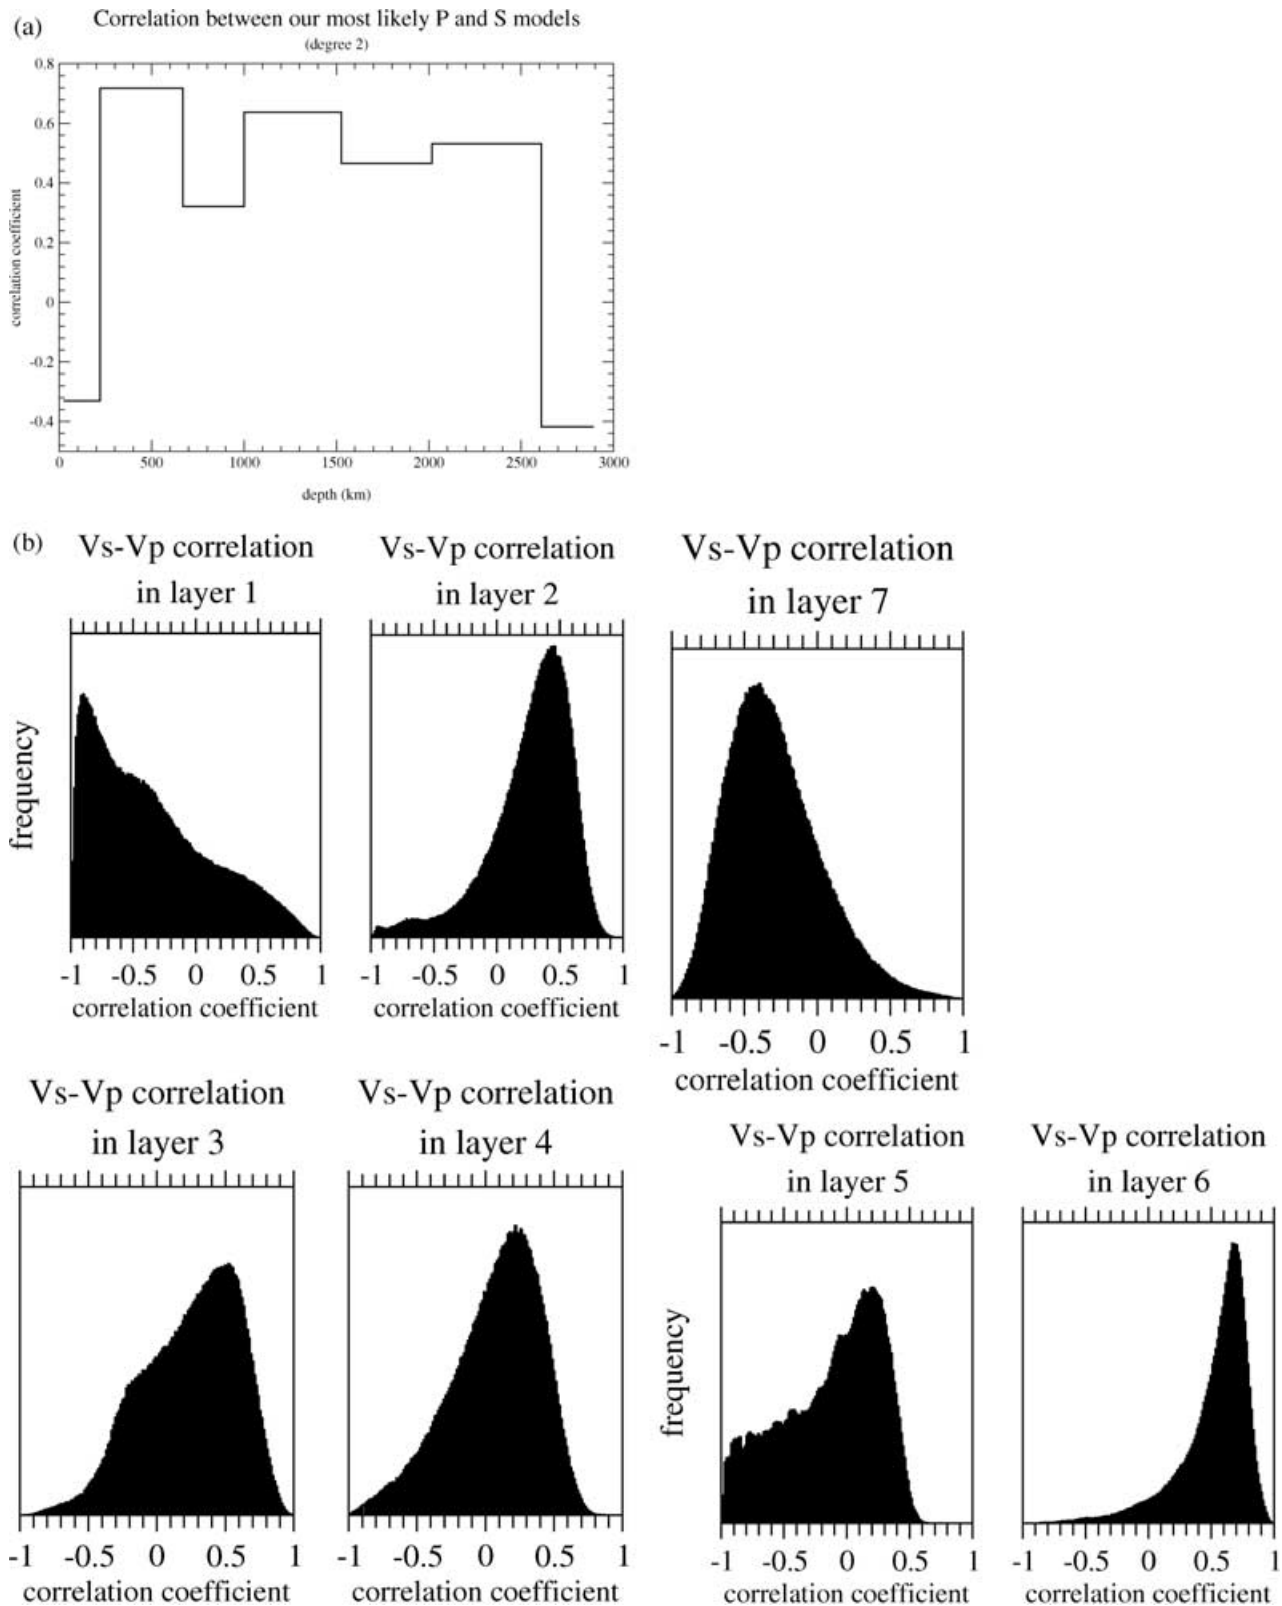 (a)
Correlation between our most likely P and S models
(degree 2)
0.8
0.6
0.4
0.2
0
-0.2
-0.4
correlation coefficient
0 500 1000 1500 2000 2500 3000
depth (km)
(b)
Vs-Vp correlation
in layer 1
frequency
-1 -0.5 0 0.5 1
correlation coefficient
Vs-Vp correlation
in layer 2
-1 -0.5 0 0.5 1
correlation coefficient
Vs-Vp correlation
in layer 7
-1 -0.5 0 0.5 1
correlation coefficient
Vs-Vp correlation
in layer 3
-1 -0.5 0 0.5 1
correlation coefficient
Vs-Vp correlation
in layer 4
-1 -0.5 0 0.5 1
correlation coefficient
Vs-Vp correlation
in layer 5
frequency
-1 -0.5 0 0.5 1
correlation coefficient
Vs-Vp correlation
in layer 6
-1 -0.5 0 0.5 1
correlation coefficient